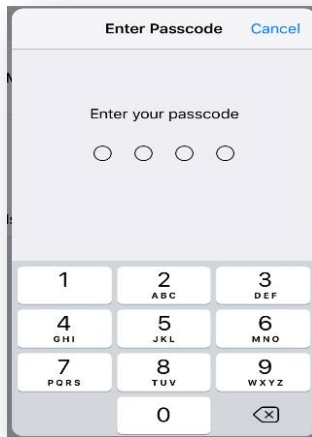 Enter Passcode Cancel
Enter your passcode
1 2 3
ABC DEF
4 5 6
GHI JKL MNO
7 8 9
PQRS TUV WXYZ
0